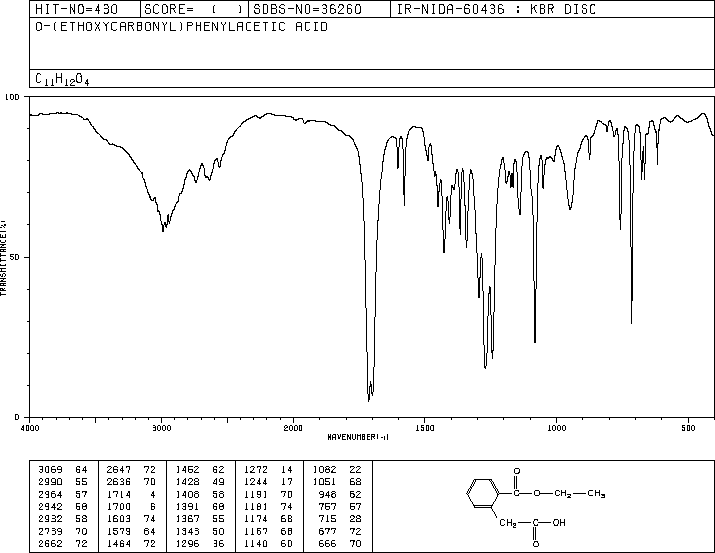 HIT-NO=430 SCORE= ( ) SDBS-NO=36260 IR-NIDA-60436 : KBR DISC
O-(ETHOXYCARBONYL)PHENYLACETIC ACID
C11H12O4
100
50
0
TRANSMITTANCE(%)
4000 3000 2000 1500 1000 500
WAVENUMBER(-1)
3069 64 2647 72 1452 62 1272 14 1082 22
2990 55 2636 70 1428 49 1244 17 1051 68
2964 57 1714 4 1408 58 1191 70 948 62
2942 60 1700 6 1391 68 1181 74 757 57
2932 58 1603 74 1367 55 1174 68 715 28
2739 70 1579 64 1343 50 1167 68 677 72
2662 72 1464 72 1296 36 1140 60 666 70
O
C-O-CH2-CH3
CH2-C-OH
O